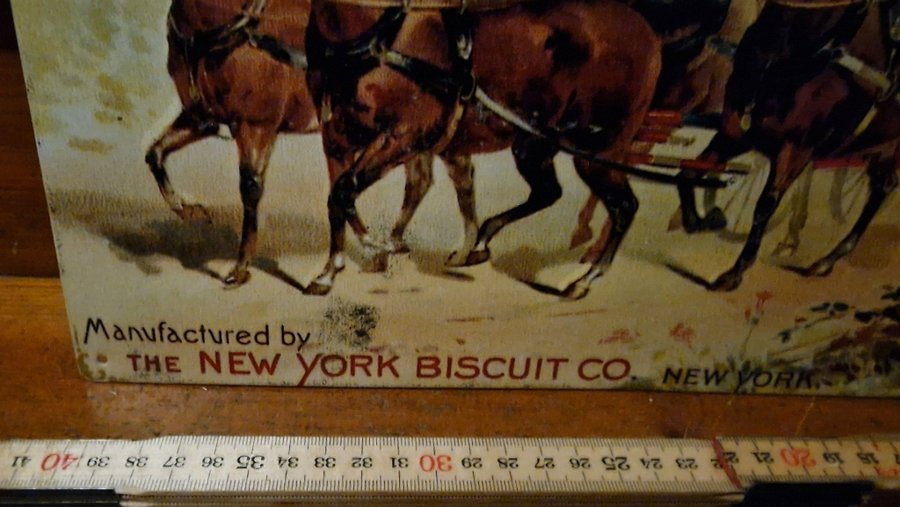 Manufactured by
THE NEW YORK BISCUIT CO. NEW YORK.
41 40 39 38 37 36 35 34 33 32 31 30 29 28 27 26 25 24 23 22 21 20 19 18